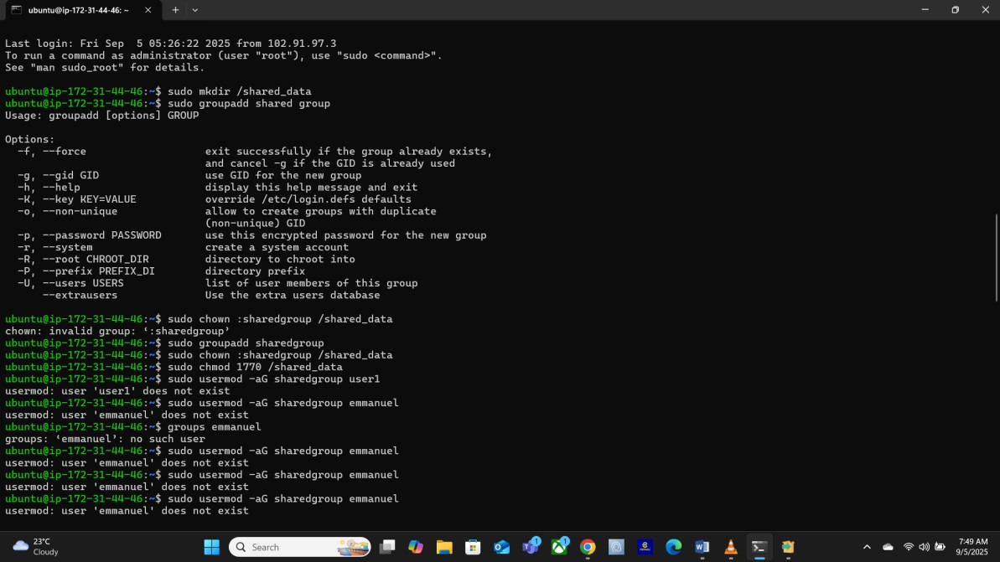 ubuntu@ip-172-31-44-46: ~
Last login: Fri Sep  5 05:26:22 2025 from 102.91.97.3
To run a command as administrator (user "root"), use "sudo <command>".
See "man sudo_root" for details.
ubuntu@ip-172-31-44-46:~$ sudo mkdir /shared_data
ubuntu@ip-172-31-44-46:~$ sudo groupadd shared group
Usage: groupadd [options] GROUP
Options:
  -f, --force                   exit successfully if the group already exists,
                                and cancel -g if the GID is already used
  -g, --gid GID                 use GID for the new group
  -h, --help                    display this help message and exit
  -K, --key KEY=VALUE           override /etc/login.defs defaults
  -o, --non-unique              allow to create groups with duplicate
                                (non-unique) GID
  -p, --password PASSWORD       use this encrypted password for the new group
  -r, --system                  create a system account
  -R, --root CHROOT_DIR         directory to chroot into
  -P, --prefix PREFIX_DI        directory prefix
  -U, --users USERS             list of user members of this group
      --extrausers              Use the extra users database
ubuntu@ip-172-31-44-46:~$ sudo chown :sharedgroup /shared_data
chown: invalid group: ‘:sharedgroup’
ubuntu@ip-172-31-44-46:~$ sudo groupadd sharedgroup
ubuntu@ip-172-31-44-46:~$ sudo chown :sharedgroup /shared_data
ubuntu@ip-172-31-44-46:~$ sudo chmod 1770 /shared_data
ubuntu@ip-172-31-44-46:~$ sudo usermod -aG sharedgroup user1
usermod: user 'user1' does not exist
ubuntu@ip-172-31-44-46:~$ sudo usermod -aG sharedgroup emmanuel
usermod: user 'emmanuel' does not exist
ubuntu@ip-172-31-44-46:~$ groups emmanuel
groups: ‘emmanuel’: no such user
ubuntu@ip-172-31-44-46:~$ sudo usermod -aG sharedgroup emmanuel
usermod: user 'emmanuel' does not exist
ubuntu@ip-172-31-44-46:~$ sudo usermod -aG sharedgroup emmanuel
usermod: user 'emmanuel' does not exist
ubuntu@ip-172-31-44-46:~$ sudo usermod -aG sharedgroup emmanuel
usermod: user 'emmanuel' does not exist
23°C
Cloudy
Search
1
1
7:49 AM
9/5/2025